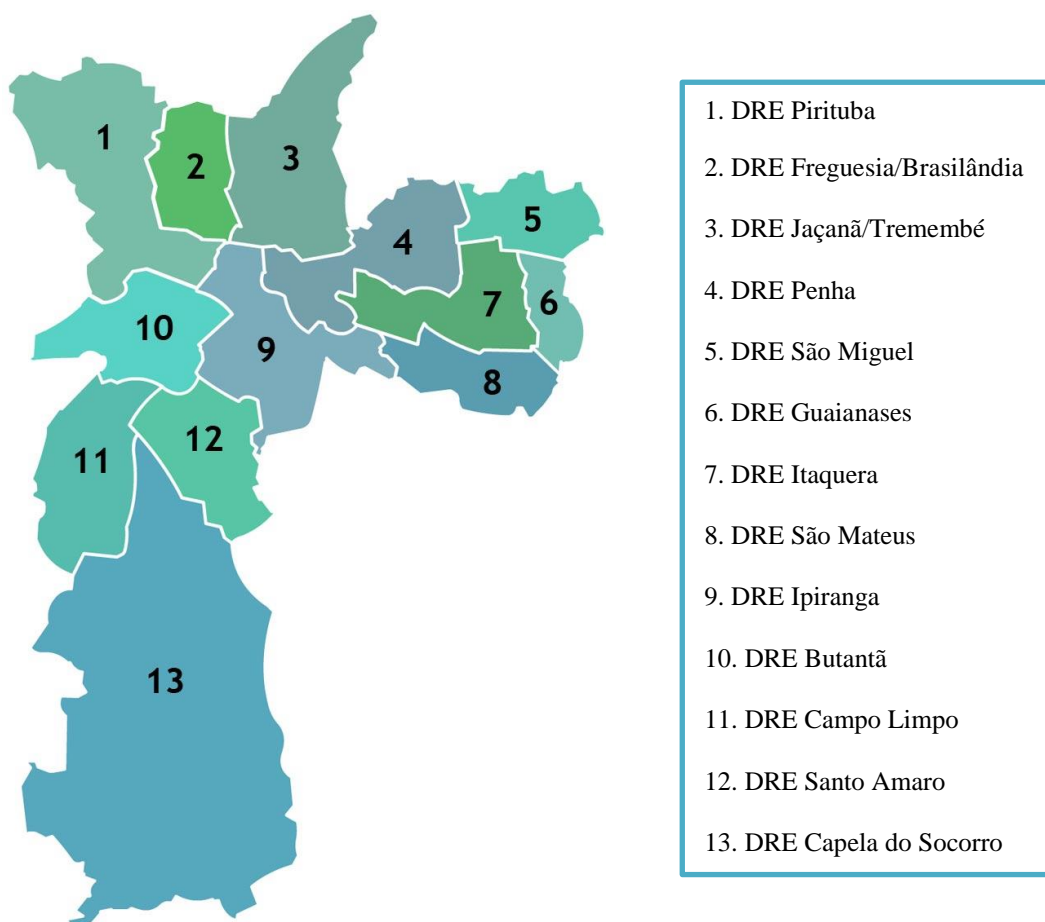 1
2
3
4
5
6
7
8
9
10
11
12
13
1. DRE Pirituba
2. DRE Freguesia/Brasilândia
3. DRE Jaçanã/Tremembé
4. DRE Penha
5. DRE São Miguel
6. DRE Guaianases
7. DRE Itaquera
8. DRE São Mateus
9. DRE Ipiranga
10. DRE Butantã
11. DRE Campo Limpo
12. DRE Santo Amaro
13. DRE Capela do Socorro